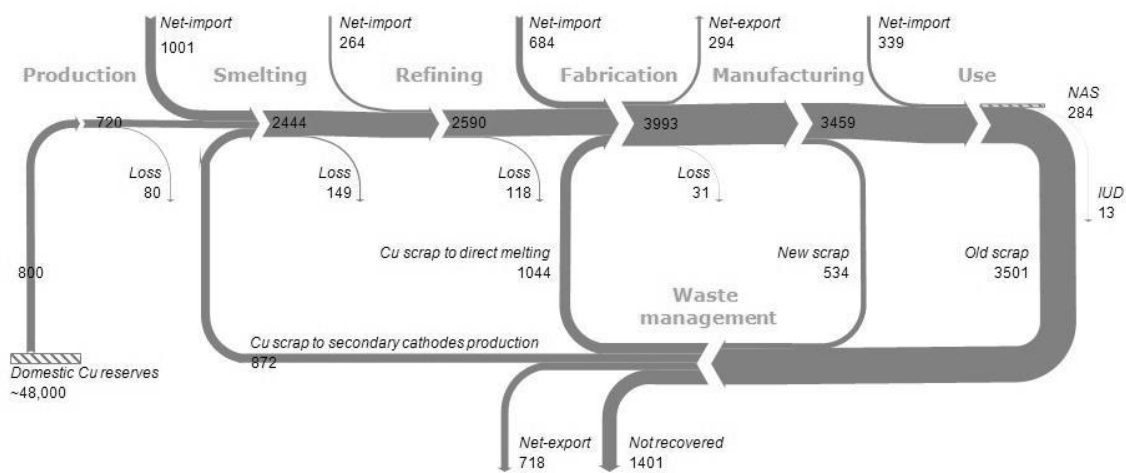 Net-import
1001
Net-import
264
Net-import
684
Net-export
294
Net-import
339
Production
Smelting
Refining
Fabrication
Manufacturing
Use
NAS
284
720
2444
2590
3993
3459
Loss
80
Loss
149
Loss
118
Loss
31
IUD
13
800
Cu scrap to direct melting
1044
New scrap
534
Old scrap
3501
Waste
management
Cu scrap to secondary cathodes production
872
Domestic Cu reserves
~48,000
Net-export
718
Not recovered
1401